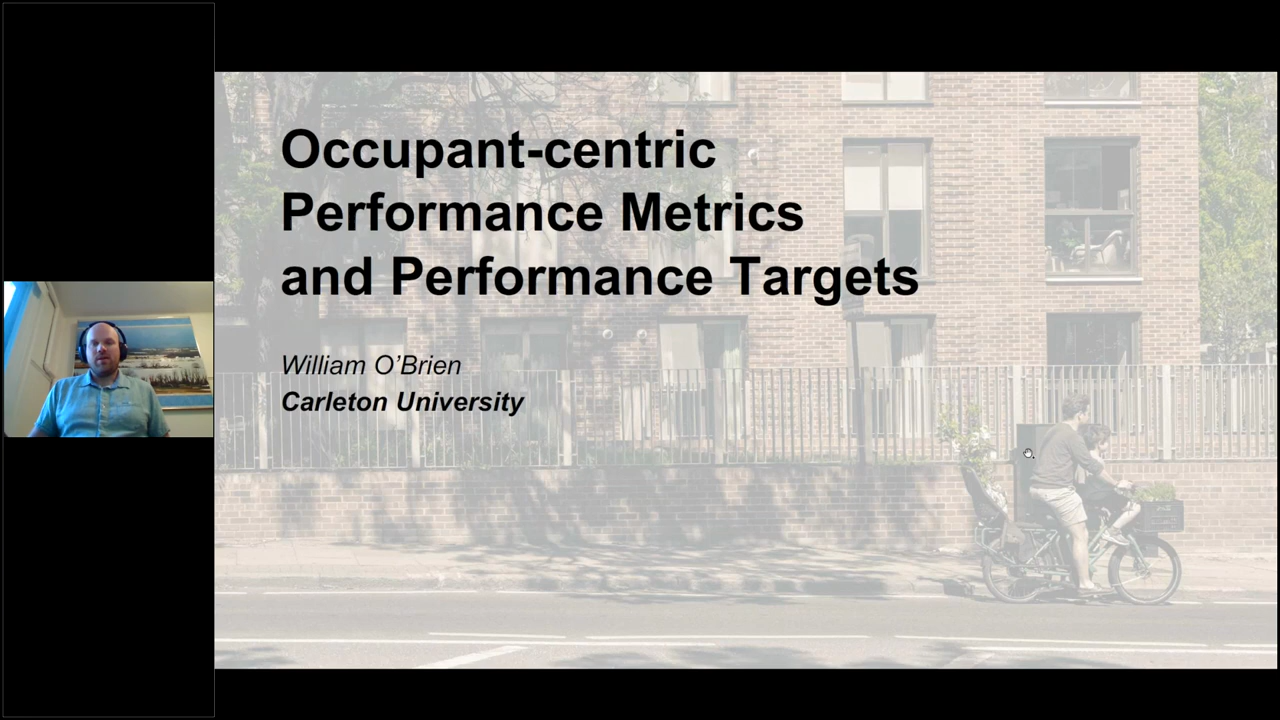 Occupant-centric
Performance Metrics
and Performance Targets
William O’Brien
Carleton University